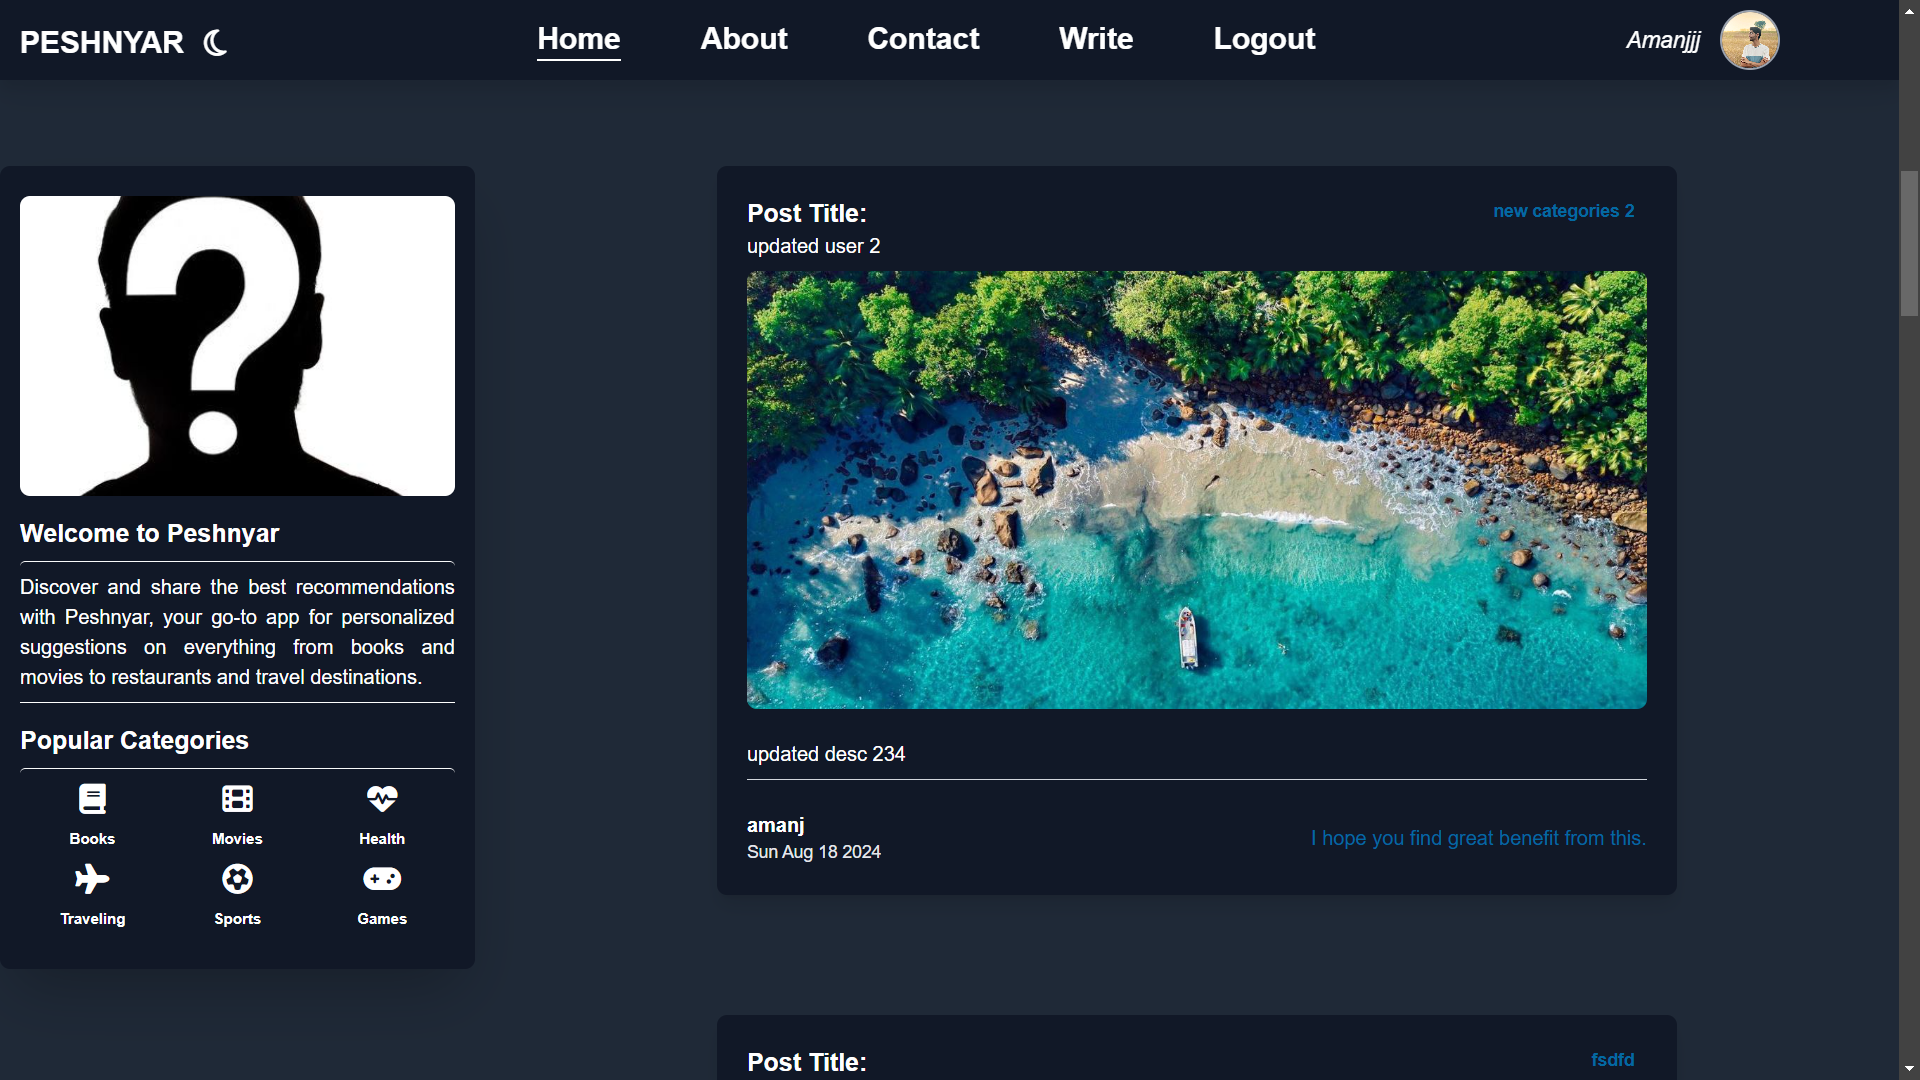 PESHNYAR
Home
About
Contact
Write
Logout
Amanjjj
?
Welcome to Peshnyar
Discover and share the best recommendations
with Peshnyar, your go-to app for personalized
suggestions on everything from books and
movies to restaurants and travel destinations.
Popular Categories
Books
Movies
Health
Traveling
Sports
Games
Post Title:
new categories 2
updated user 2
updated desc 234
amanj
Sun Aug 18 2024
I hope you find great benefit from this.
Post Title:
fsdfd